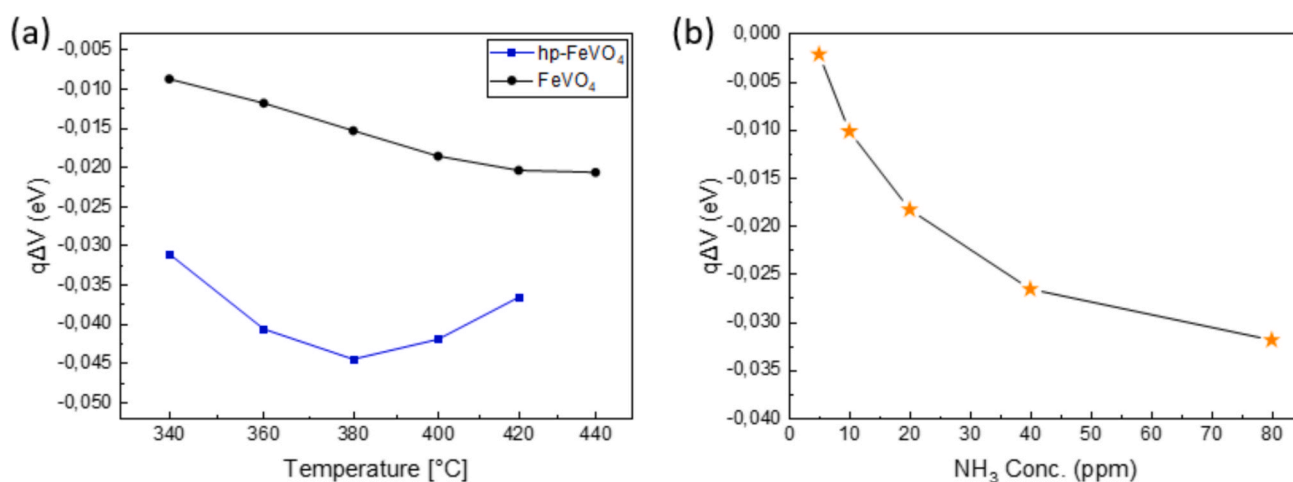 (a)
qΔV (eV)
-0,005
-0,010
-0,015
-0,020
-0,025
-0,030
-0,035
-0,040
-0,045
-0,050
hp-FeVO₄
FeVO₄
340 360 380 400 420 440
Temperature [°C]
(b)
qΔV (eV)
0,000
-0,005
-0,010
-0,015
-0,020
-0,025
-0,030
-0,035
-0,040
0 10 20 30 40 50 60 70 80
NH₃ Conc. (ppm)